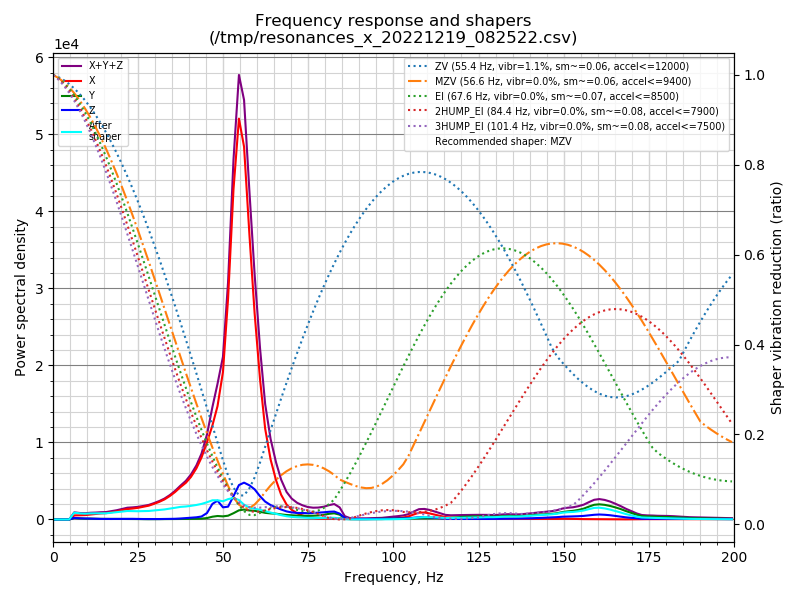 Frequency response and shapers
(/tmp/resonances_x_20221219_082522.csv)
1e4
X+Y+Z
X
Y
Z
After
shaper
ZV (55.4 Hz, vibr=1.1%, sm~=0.06, accel<=12000)
MZV (56.6 Hz, vibr=0.0%, sm~=0.06, accel<=9400)
EI (67.6 Hz, vibr=0.0%, sm~=0.07, accel<=8500)
2HUMP_EI (84.4 Hz, vibr=0.0%, sm~=0.08, accel<=7900)
3HUMP_EI (101.4 Hz, vibr=0.0%, sm~=0.08, accel<=7500)
Recommended shaper: MZV
6
5
4
3
2
1
0
Power spectral density
1.0
0.8
0.6
0.4
0.2
0.0
Shaper vibration reduction (ratio)
0 25 50 75 100 125 150 175 200
Frequency, Hz